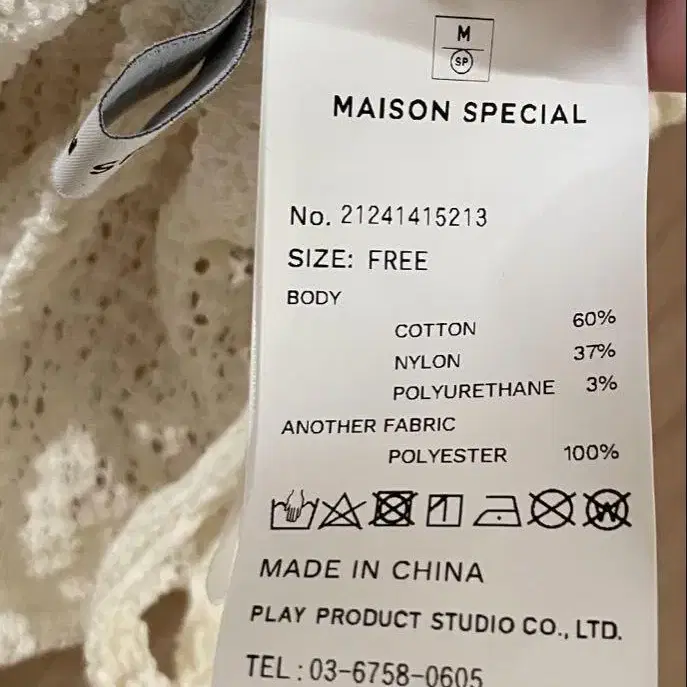 M
SP
MAISON SPECIAL
No. 21241415213
SIZE: FREE
BODY
COTTON 60%
NYLON 37%
POLYURETHANE 3%
ANOTHER FABRIC
POLYESTER 100%
W
MADE IN CHINA
PLAY PRODUCT STUDIO CO., LTD.
TEL : 03-6758-0605